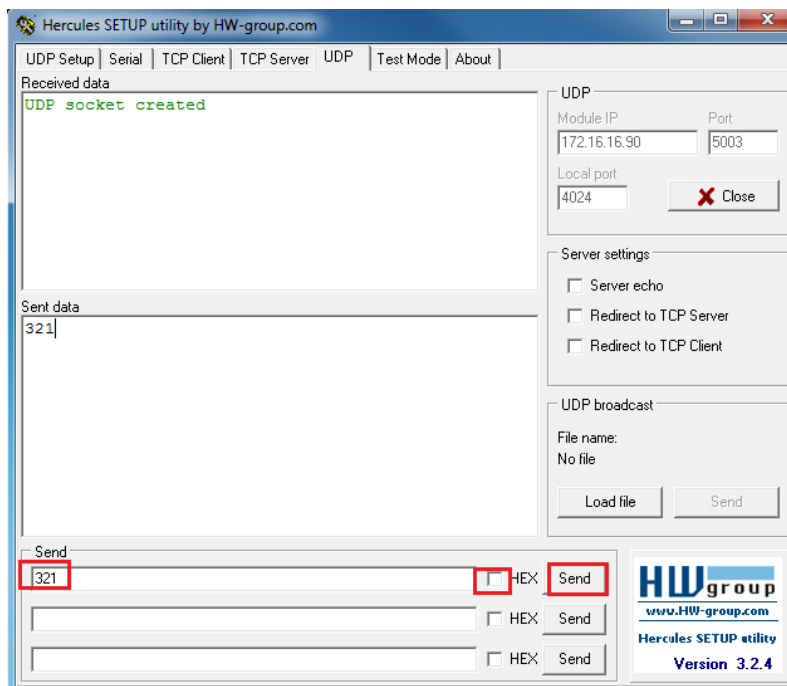 Hercules SETUP utility by HW-group.com
UDP Setup Serial TCP Client TCP Server UDP Test Mode About
Received data
UDP socket created
UDP
Module IP Port
172.16.16.90 5003
Local port
4024 Close
Server settings
Server echo
Redirect to TCP Server
Redirect to TCP Client
Sent data
321
UDP broadcast
File name:
No file
Load file Send
Send
321 HEX Send
HEX Send
HEX Send
HW group
www.HW-group.com
Hercules SETUP utility
Version 3.2.4